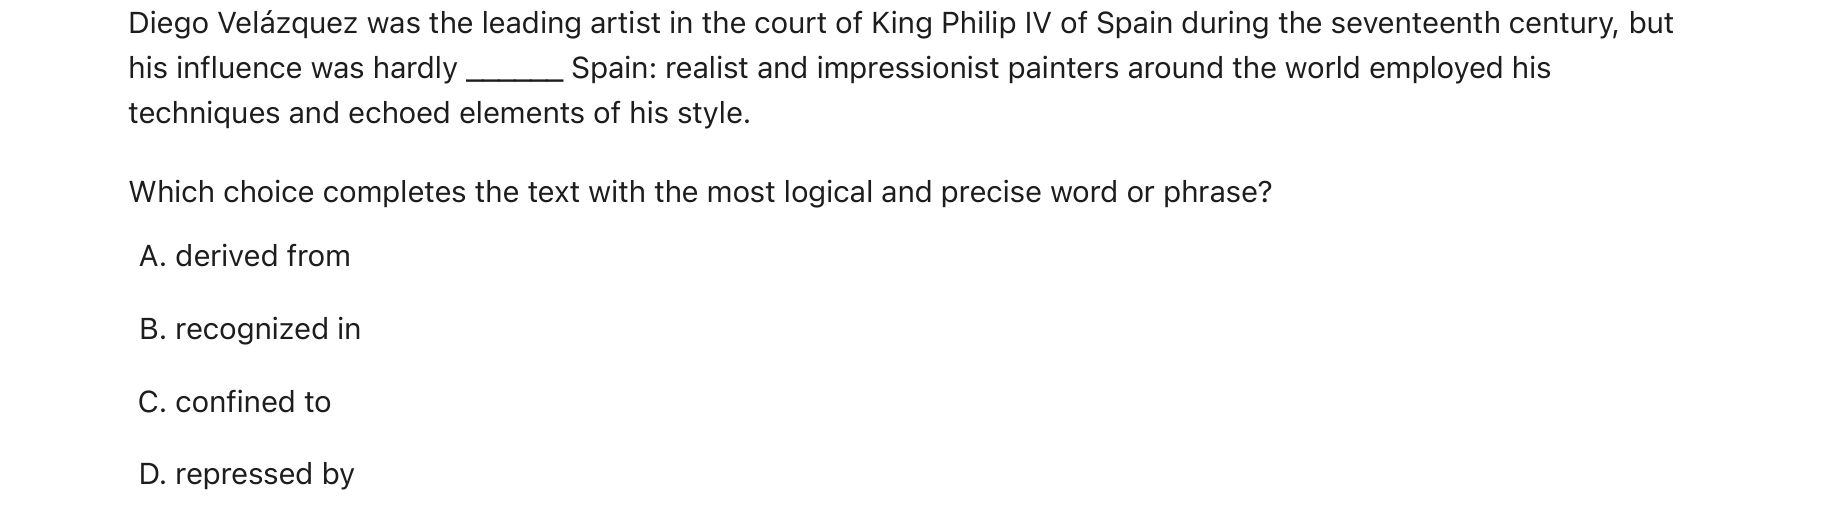 Diego Velázquez was the leading artist in the court of King Philip IV of Spain during the seventeenth century, but
his influence was hardly ______ Spain: realist and impressionist painters around the world employed his
techniques and echoed elements of his style.
Which choice completes the text with the most logical and precise word or phrase?
A. derived from
B. recognized in
C. confined to
D. repressed by